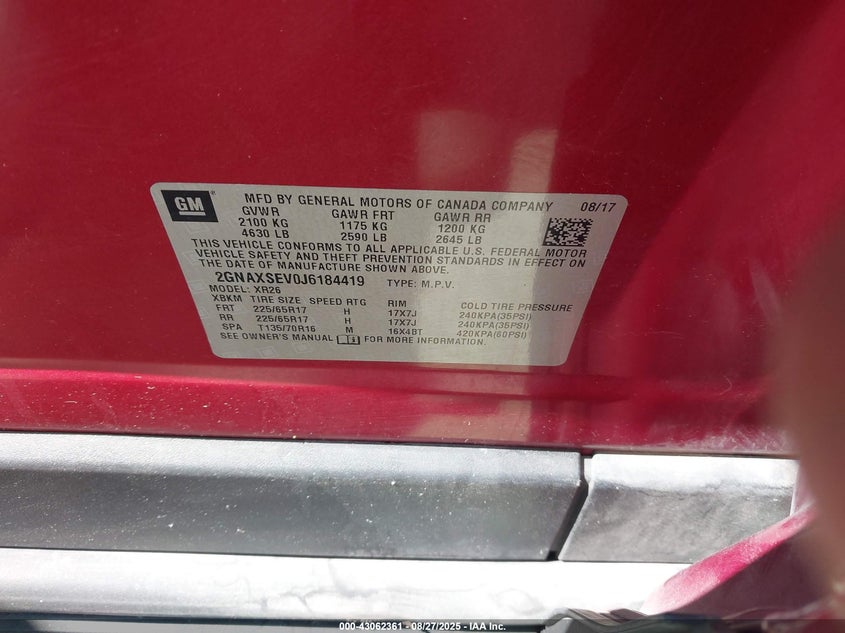 GM
MFD BY GENERAL MOTORS OF CANADA COMPANY 08/17
GVWR GAWR FRT GAWR RR
2100 KG 1175 KG 1200 KG
4630 LB 2590 LB 2645 LB
THIS VEHICLE CONFORMS TO ALL APPLICABLE U.S. FEDERAL MOTOR
VEHICLE SAFETY AND THEFT PREVENTION STANDARDS IN EFFECT ON
THE DATE OF MANUFACTURE SHOWN ABOVE.
2GNAXSEV0J6184419 TYPE: M.P.V.
MODEL: XR26
XBKM TIRE SIZE SPEED RTG RIM COLD TIRE PRESSURE
FRT 225/65R17 H 17X7J 240KPA(35PSI)
RR 225/65R17 H 17X7J 240KPA(35PSI)
SPA T135/70R16 M 16X4BT 420KPA(60PSI)
SEE OWNER'S MANUAL FOR MORE INFORMATION.
000-43062361 - 08/27/2025 - IAA Inc.